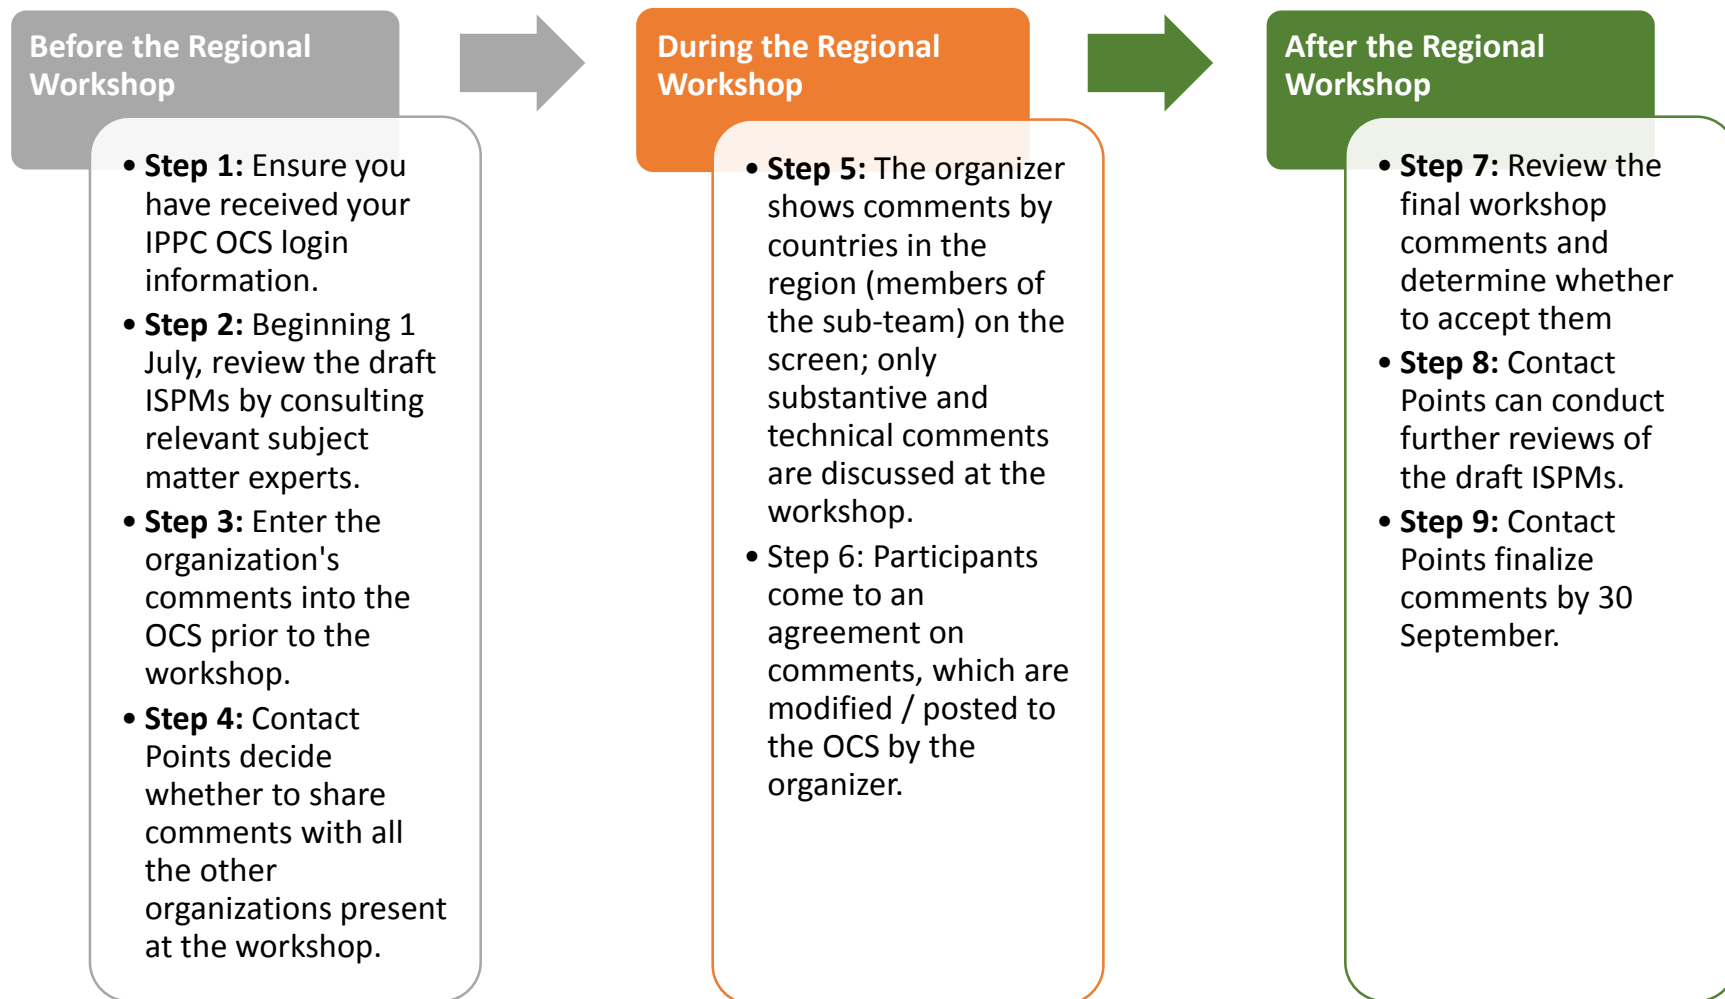 Before the Regional
Workshop
• Step 1: Ensure you
have received your
IPPC OCS login
information.
• Step 2: Beginning 1
July, review the draft
ISPMs by consulting
relevant subject
matter experts.
• Step 3: Enter the
organization's
comments into the
OCS prior to the
workshop.
• Step 4: Contact
Points decide
whether to share
comments with all
the other
organizations present
at the workshop.
During the Regional
Workshop
• Step 5: The organizer
shows comments by
countries in the
region (members of
the sub-team) on the
screen; only
substantive and
technical comments
are discussed at the
workshop.
• Step 6: Participants
come to an
agreement on
comments, which are
modified / posted to
the OCS by the
organizer.
After the Regional
Workshop
• Step 7: Review the
final workshop
comments and
determine whether
to accept them
• Step 8: Contact
Points can conduct
further reviews of
the draft ISPMs.
• Step 9: Contact
Points finalize
comments by 30
September.